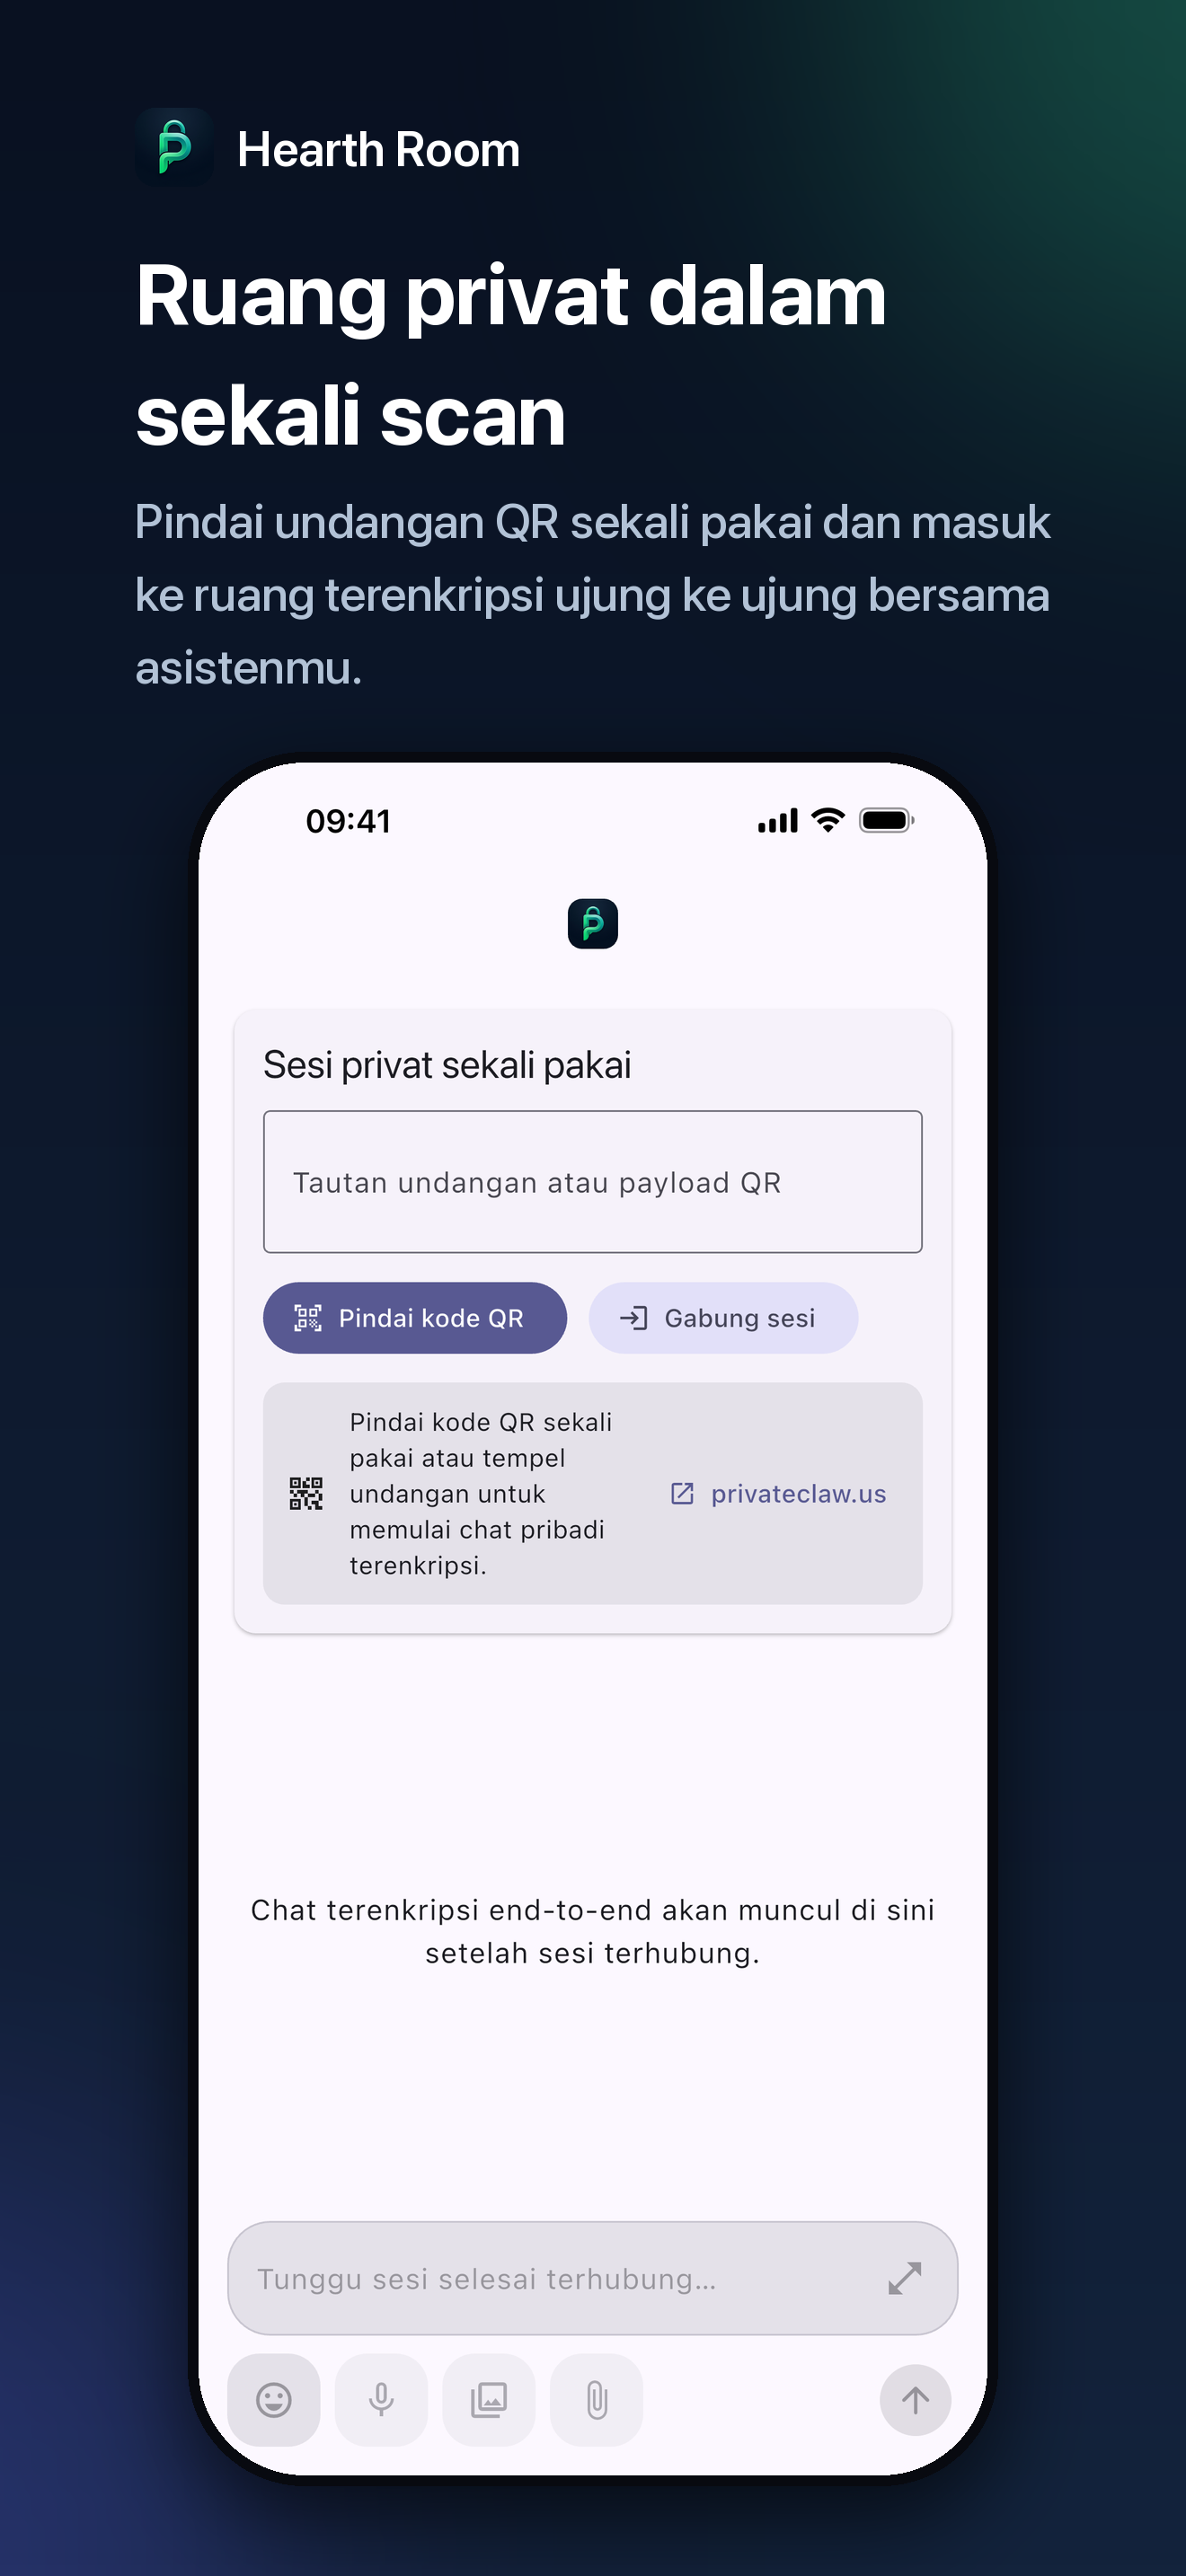 Hearth Room
Ruang privat dalam
sekali scan
Pindai undangan QR sekali pakai dan masuk
ke ruang terenkripsi ujung ke ujung bersama
asistenmu.
09:41
Sesi privat sekali pakai
Tautan undangan atau payload QR
Pindai kode QR
Gabung sesi
Pindai kode QR sekali
pakai atau tempel
undangan untuk
memulai chat pribadi
terenkripsi.
privateclaw.us
Chat terenkripsi end-to-end akan muncul di sini
setelah sesi terhubung.
Tunggu sesi selesai terhubung...